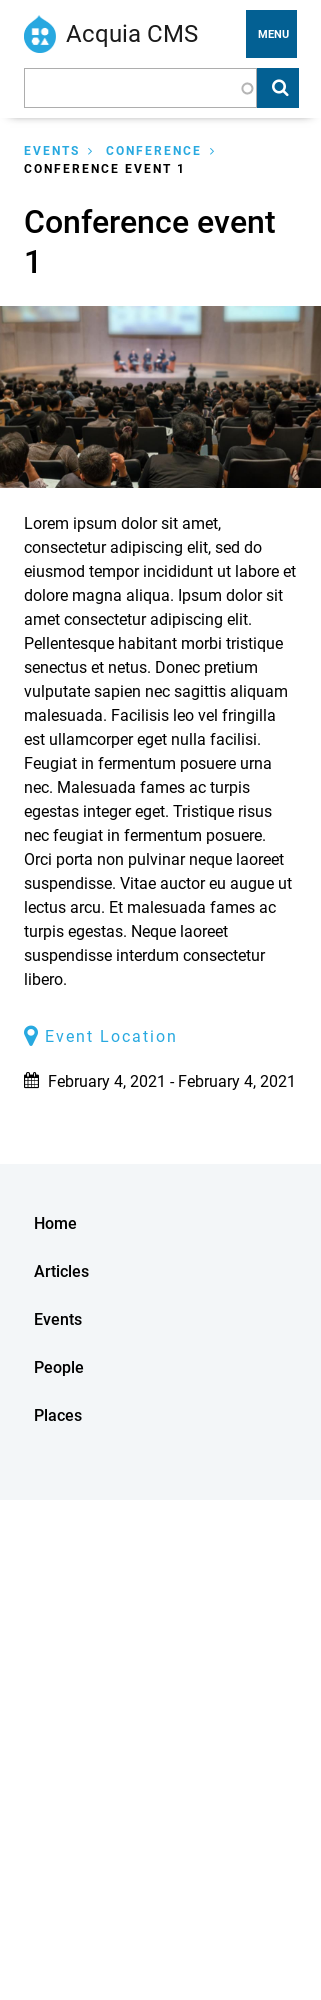 Acquia CMS
MENU
EVENTS > CONFERENCE >
CONFERENCE EVENT 1
Conference event
1
Lorem ipsum dolor sit amet,
consectetur adipiscing elit, sed do
eiusmod tempor incididunt ut labore et
dolore magna aliqua. Ipsum dolor sit
amet consectetur adipiscing elit.
Pellentesque habitant morbi tristique
senectus et netus. Donec pretium
vulputate sapien nec sagittis aliquam
malesuada. Facilisis leo vel fringilla
est ullamcorper eget nulla facilisi.
Feugiat in fermentum posuere urna
nec. Malesuada fames ac turpis
egestas integer eget. Tristique risus
nec feugiat in fermentum posuere.
Orci porta non pulvinar neque laoreet
suspendisse. Vitae auctor eu augue ut
lectus arcu. Et malesuada fames ac
turpis egestas. Neque laoreet
suspendisse interdum consectetur
libero.
Event Location
February 4, 2021 - February 4, 2021
Home
Articles
Events
People
Places